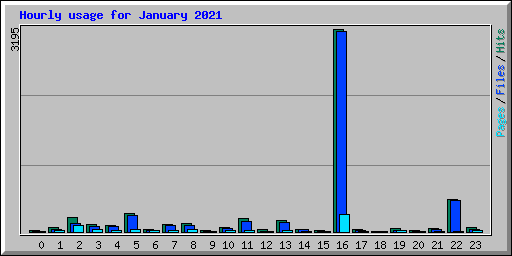 Hourly usage for January 2021
3195
Pages/Files/Hits
0 1 2 3 4 5 6 7 8 9 10 11 12 13 14 15 16 17 18 19 20 21 22 23